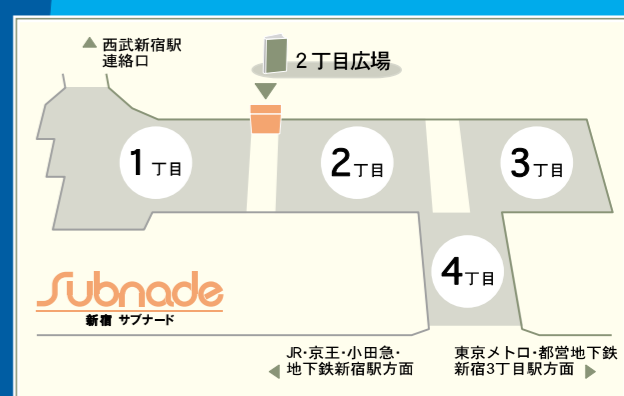 西武新宿駅
連絡口
2丁目広場
1丁目
2丁目
3丁目
4丁目
Subnade
新宿 サブナード
JR・京王・小田急・
地下鉄新宿駅方面
東京メトロ・都営地下鉄
新宿3丁目駅方面